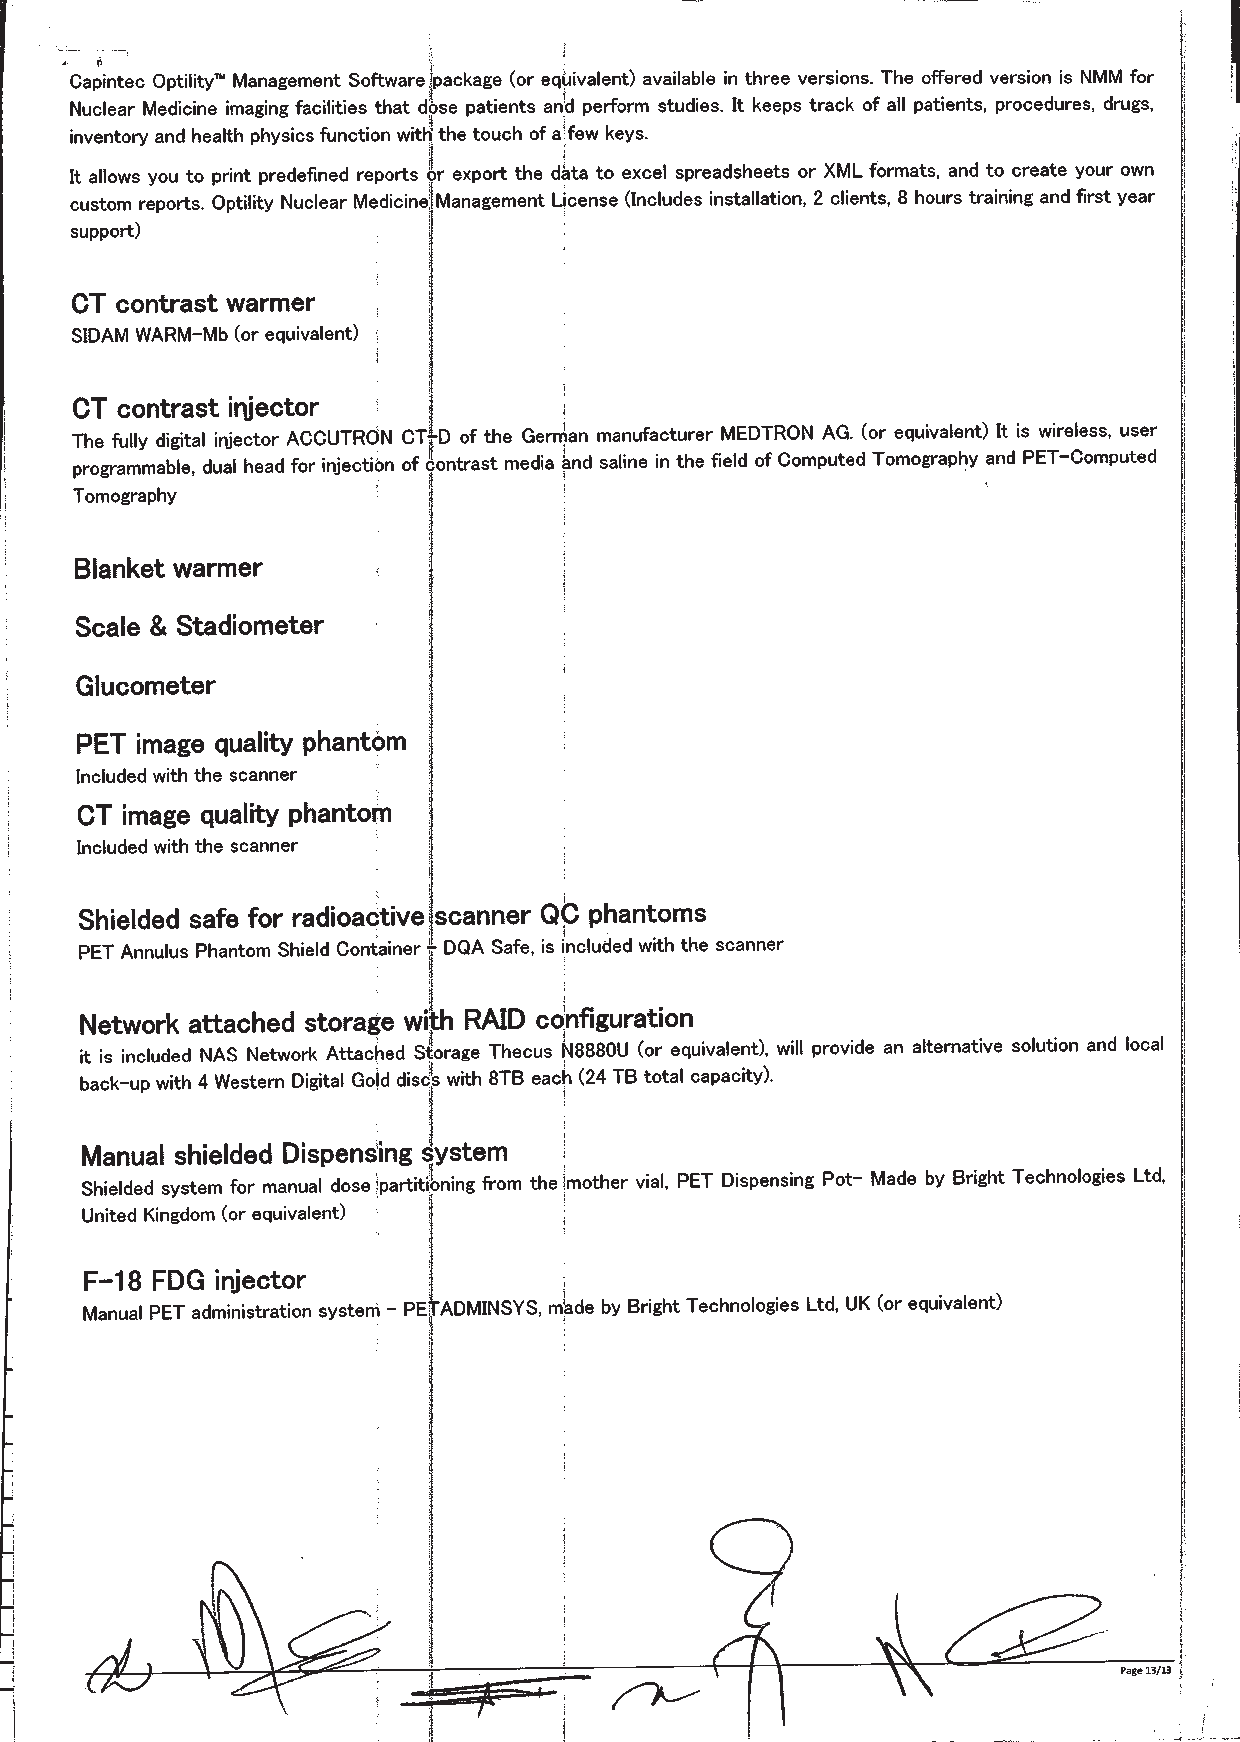 Capintec Optility™ Management Software package (or equivalent) available in three versions. The offered version is NMM for
Nuclear Medicine imaging facilities that dose patients and perform studies. It keeps track of all patients, procedures, drugs,
inventory and health physics function with the touch of a few keys.
It allows you to print predefined reports or export the data to excel spreadsheets or XML formats, and to create your own
custom reports. Optility Nuclear Medicine Management License (Includes installation, 2 clients, 8 hours training and first year
support)
CT contrast warmer
SIDAM WARM-Mb (or equivalent)
CT contrast injector
The fully digital injector ACCUTRON CT-D of the German manufacturer MEDTRON AG. (or equivalent) It is wireless, user
programmable, dual head for injection of contrast media and saline in the field of Computed Tomography and PET-Computed
Tomography
Blanket warmer
Scale & Stadiometer
Glucometer
PET image quality phantom
Included with the scanner
CT image quality phantom
Included with the scanner
Shielded safe for radioactive scanner QC phantoms
PET Annulus Phantom Shield Container - DQA Safe, is included with the scanner
Network attached storage with RAID configuration
it is included NAS Network Attached Storage Thecus N8880U (or equivalent), will provide an alternative solution and local
back-up with 4 Western Digital Gold discs with 8TB each (24 TB total capacity).
Manual shielded Dispensing system
Shielded system for manual dose partitioning from the mother vial, PET Dispensing Pot- Made by Bright Technologies Ltd,
United Kingdom (or equivalent)
F-18 FDG injector
Manual PET administration system - PETADMINSYS, made by Bright Technologies Ltd, UK (or equivalent)
Page 13/13